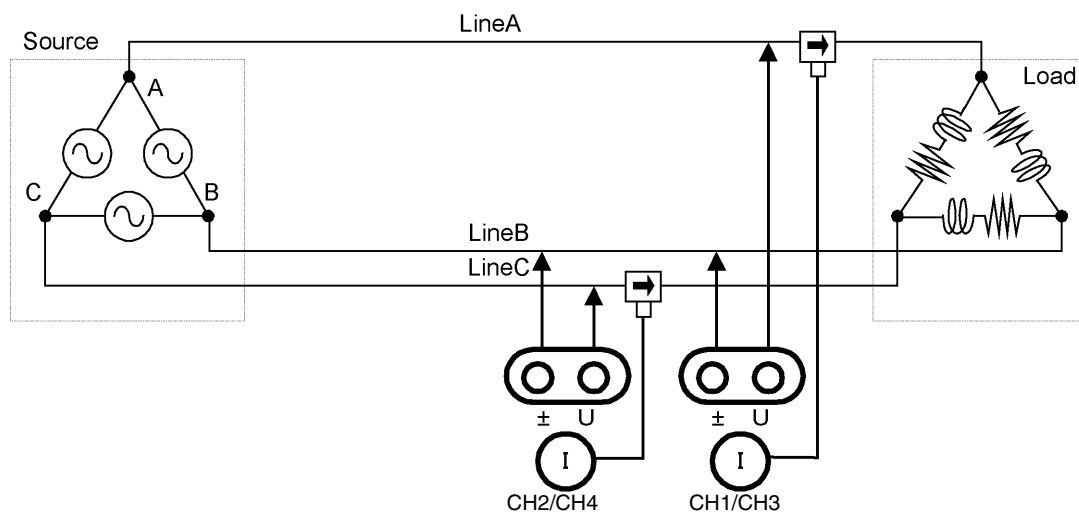 LineA
Source
A
Load
C
B
LineB
LineC
± U ± U
I I
CH2/CH4 CH1/CH3